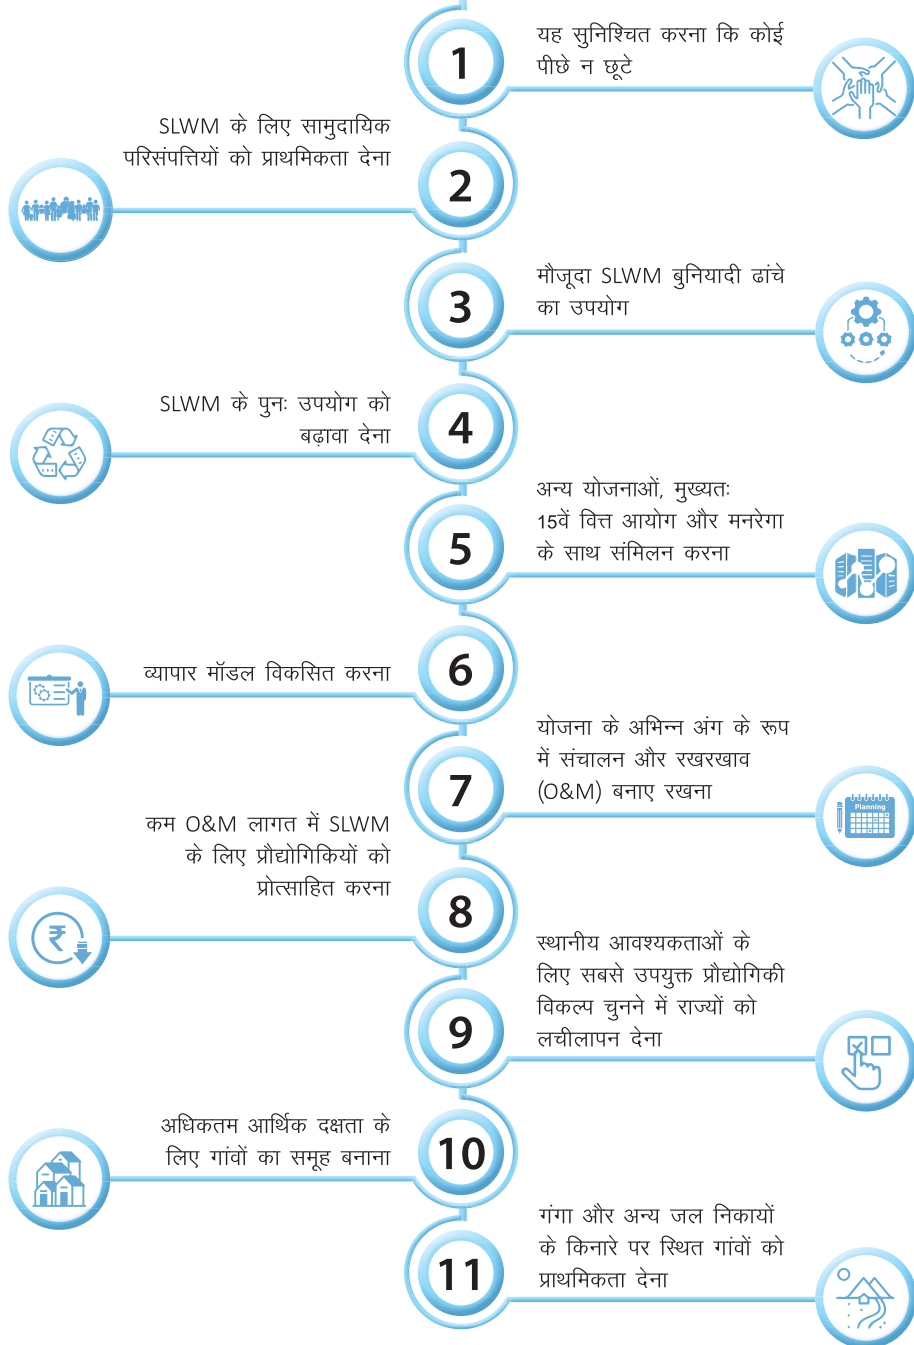 1
यह सुनिश्चित करना कि कोई
पीछे न छूटे
SLWM के लिए सामुदायिक
परिसंपत्तियों को प्राथमिकता देना
2
3
मौजूदा SLWM बुनियादी ढांचे
का उपयोग
SLWM के पुनः उपयोग को
बढ़ावा देना
4
अन्य योजनाओं, मुख्यतः
15वें वित्त आयोग और मनरेगा
के साथ संमिलन करना
5
व्यापार मॉडल विकसित करना
6
योजना के अभिन्न अंग के रूप
में संचालन और रखरखाव
(O&M) बनाए रखना
7
Planning
कम O&M लागत में SLWM
के लिए प्रौद्योगिकियों को
प्रोत्साहित करना
8
₹
स्थानीय आवश्यकताओं के
लिए सबसे उपयुक्त प्रौद्योगिकी
विकल्प चुनने में राज्यों को
लचीलापन देना
9
अधिकतम आर्थिक दक्षता के
लिए गांवों का समूह बनाना
10
गंगा और अन्य जल निकायों
के किनारे पर स्थित गांवों को
प्राथमिकता देना
11